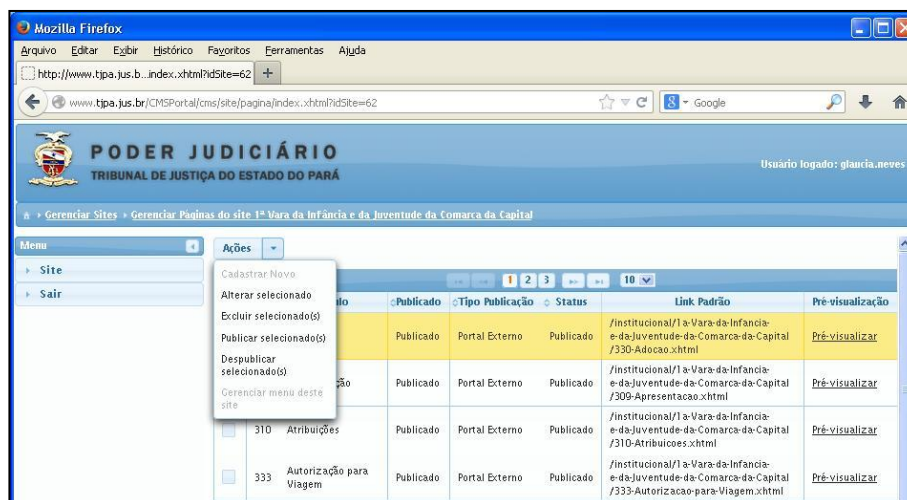 Mozilla Firefox
Arquivo Editar Exibir Histórico Favoritos Ferramentas Ajuda
http://www.tjpa.jus.b...index.xhtml?idSite=62 +
www.tjpa.jus.br/CMSPortal/cms/site/pagina/index.xhtml?idSite=62 Google
PODER JUDICIÁRIO
TRIBUNAL DE JUSTIÇA DO ESTADO DO PARÁ
Usuário logado: glaucia.neves
Gerenciar Sites Gerenciar Páginas do site 1ª Vara da Infância e da Juventude da Comarca da Capital
Menu
Site
Sair
Ações
Cadastrar Novo
Alterar selecionado
Excluir selecionado(s)
Publicar selecionado(s)
Despublicar
selecionado(s)
Gerenciar menu deste
site
1 2 3 10
Publicado Tipo Publicação Status Link Padrão Pré-visualização
Publicado Portal Externo Publicado
/institucional/1a-Vara-da-Infancia-
e-da-Juventude-da-Comarca-da-Capital
/330-Adocao.xhtml
Pré-visualizar
Publicado Portal Externo Publicado
/institucional/1a-Vara-da-Infancia-
e-da-Juventude-da-Comarca-da-Capital
/309-Apresentacao.xhtml
Pré-visualizar
310 Atribuições Publicado Portal Externo Publicado
/institucional/1a-Vara-da-Infancia-
e-da-Juventude-da-Comarca-da-Capital
/310-Atribuicoes.xhtml
Pré-visualizar
333 Autorização para
Viagem
Publicado Portal Externo Publicado
/institucional/1a-Vara-da-Infancia-
e-da-Juventude-da-Comarca-da-Capital
/333-Autorizacao-para-Viagem.xhtml
Pré-visualizar